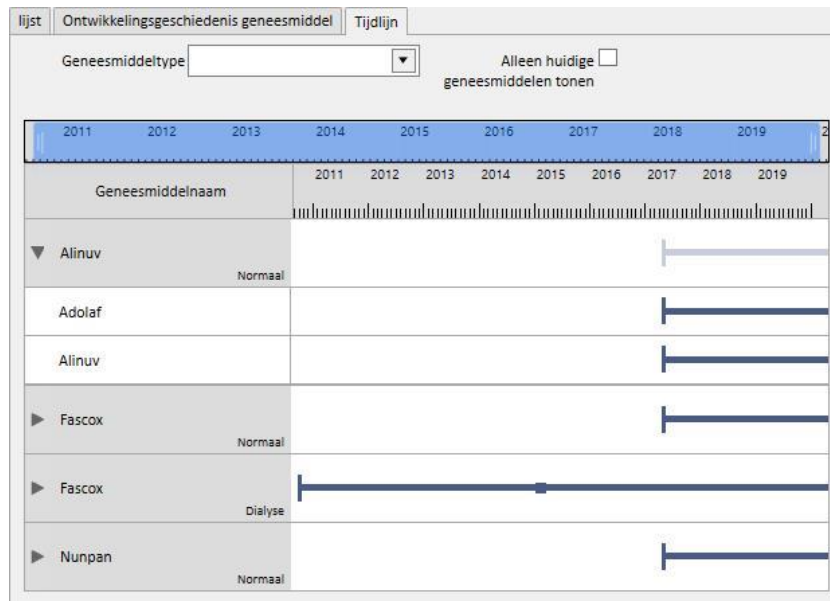 lijst Ontwikkelingsgeschiedenis geneesmiddel Tijdlijn
Geneesmiddeltype Alleen huidige
geneesmiddelen tonen
2011 2012 2013 2014 2015 2016 2017 2018 2019 2
Geneesmiddelnaam 2011 2012 2013 2014 2015 2016 2017 2018 2019
Alinuv
Normaal
Adolaf
Alinuv
Fascox
Normaal
Fascox
Dialyse
Nunpan
Normaal